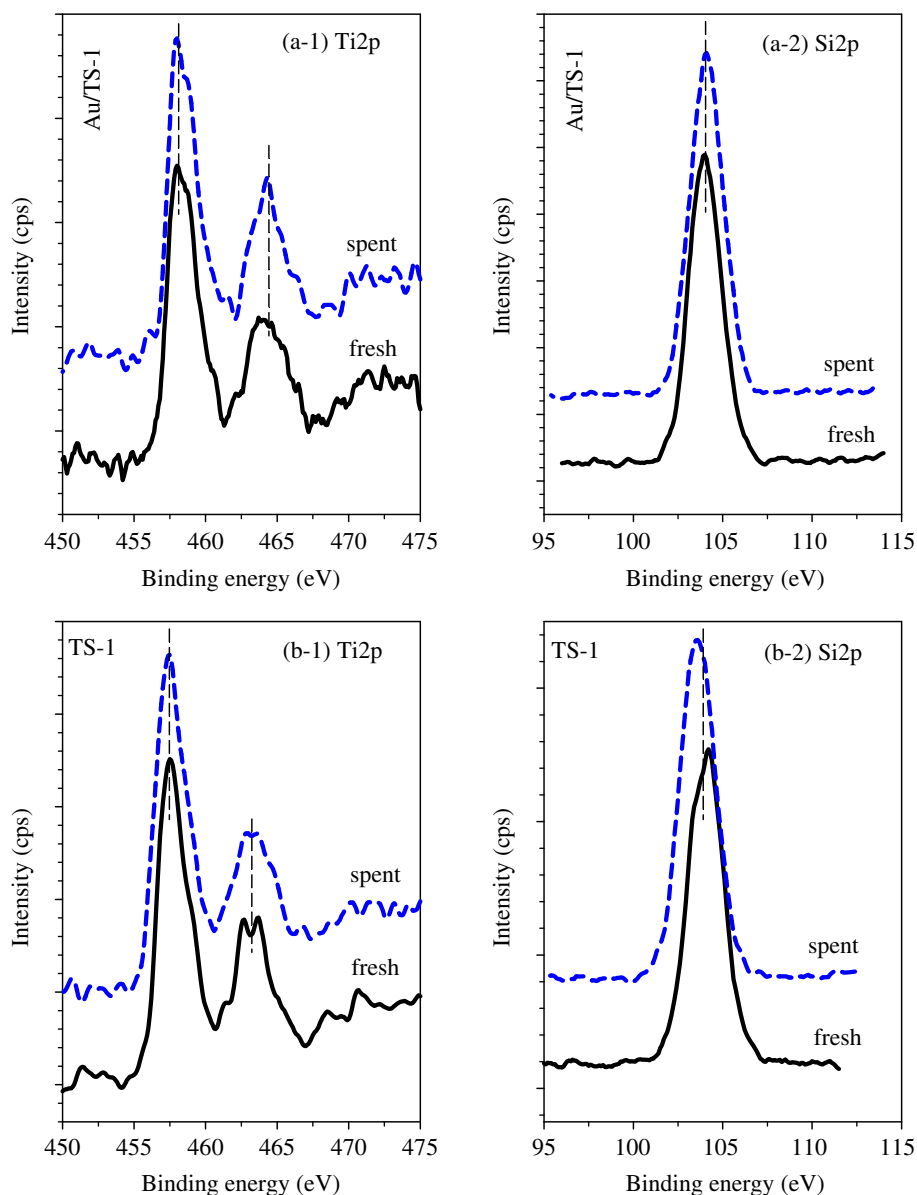 (a-1) Ti2p
Au/TS-1
Intensity (cps)
spent
fresh
450 455 460 465 470 475
Binding energy (eV)
(a-2) Si2p
Au/TS-1
Intensity (cps)
spent
fresh
95 100 105 110 115
Binding energy (eV)
TS-1 (b-1) Ti2p
Intensity (cps)
spent
fresh
450 455 460 465 470 475
Binding energy (eV)
TS-1 (b-2) Si2p
Intensity (cps)
spent
fresh
95 100 105 110 115
Binding energy (eV)